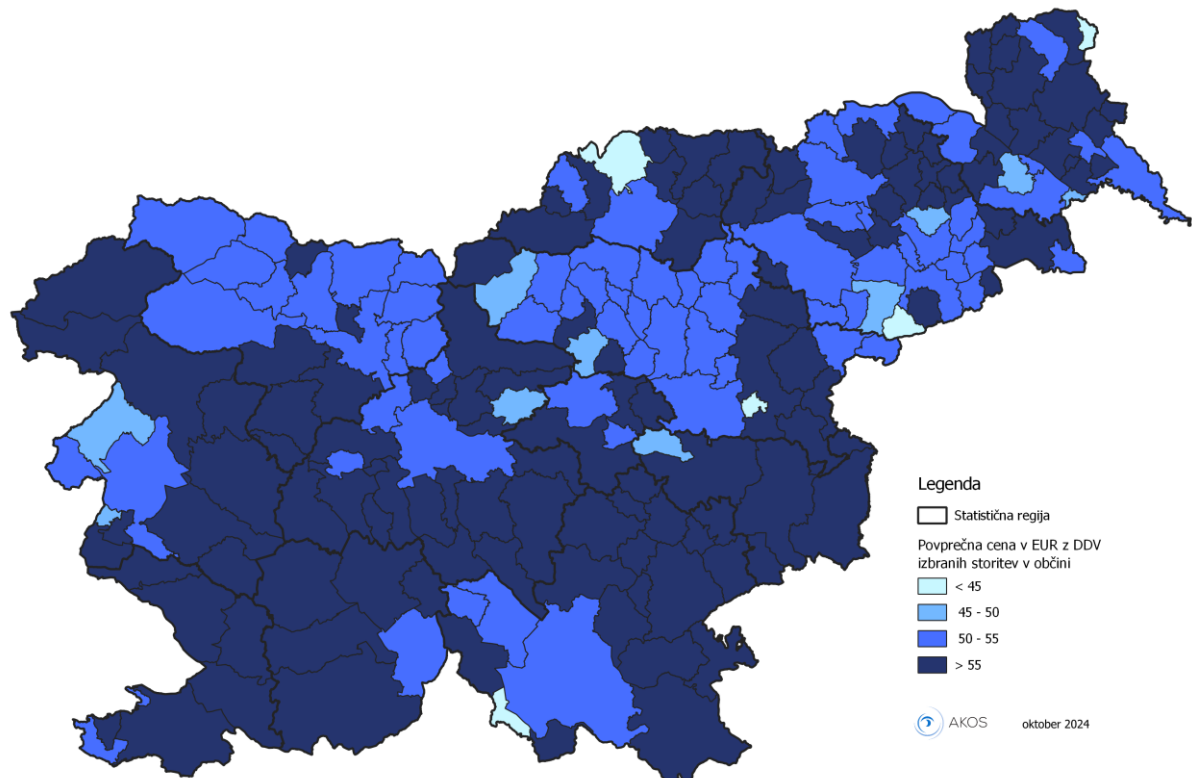 Legenda
Statistična regija
Povprečna cena v EUR z DDV
izbranih storitev v občini
< 45
45 - 50
50 - 55
> 55
AKOS oktober 2024